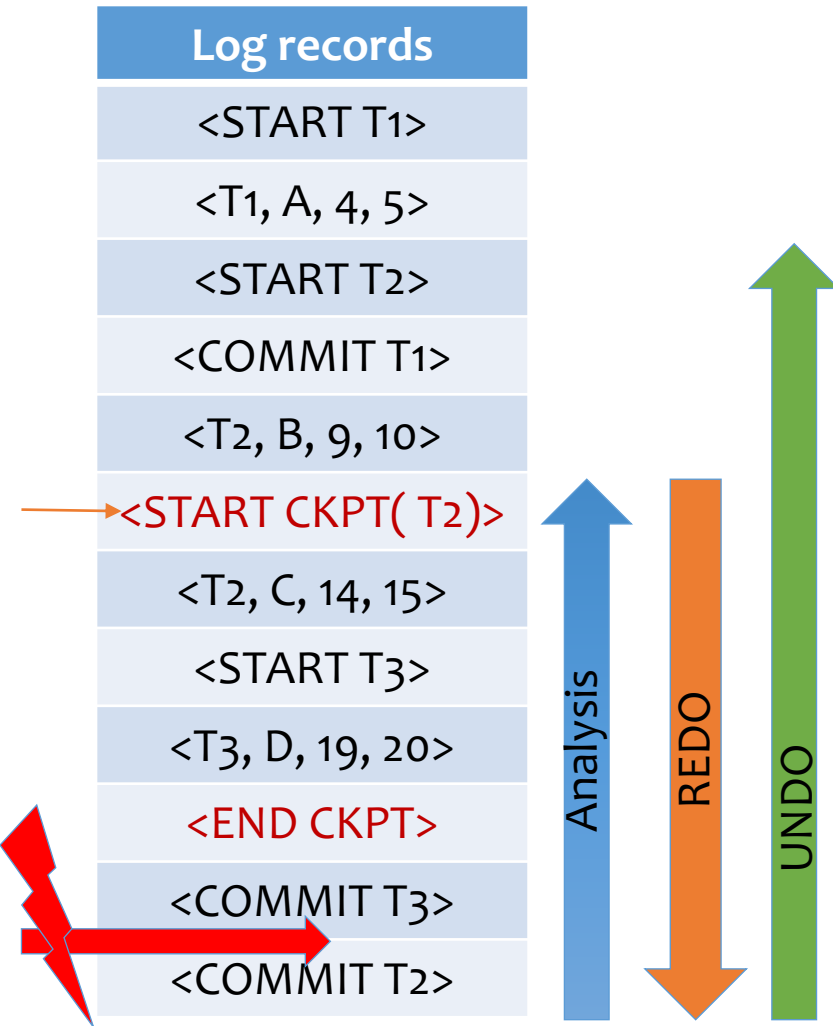 Log records
<START T1>
<T1, A, 4, 5>
<START T2>
<COMMIT T1>
<T2, B, 9, 10>
<START CKPT( T2)>
<T2, C, 14, 15>
<START T3>
<T3, D, 19, 20>
<END CKPT>
<COMMIT T3>
<COMMIT T2>
Analysis
REDO
UNDO